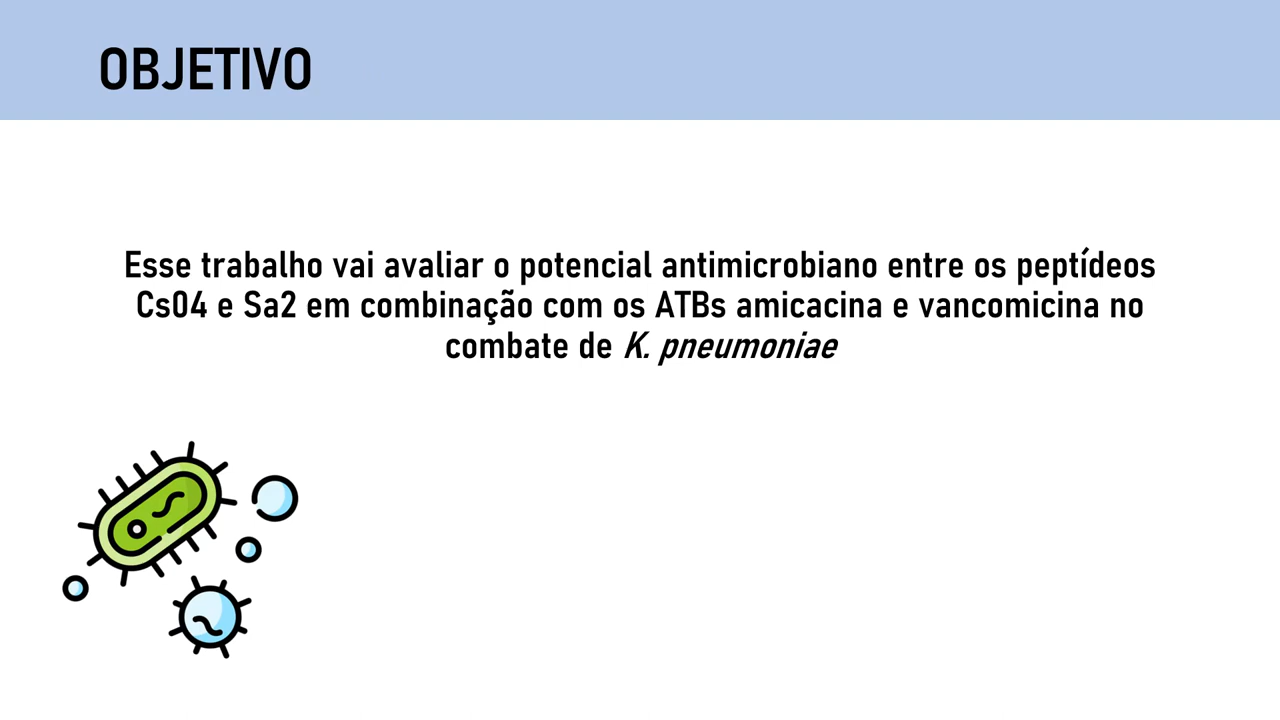 OBJETIVO
Esse trabalho vai avaliar o potencial antimicrobiano entre os peptídeos
Cs04 e Sa2 em combinação com os ATBs amicacina e vancomicina no
combate de K. pneumoniae